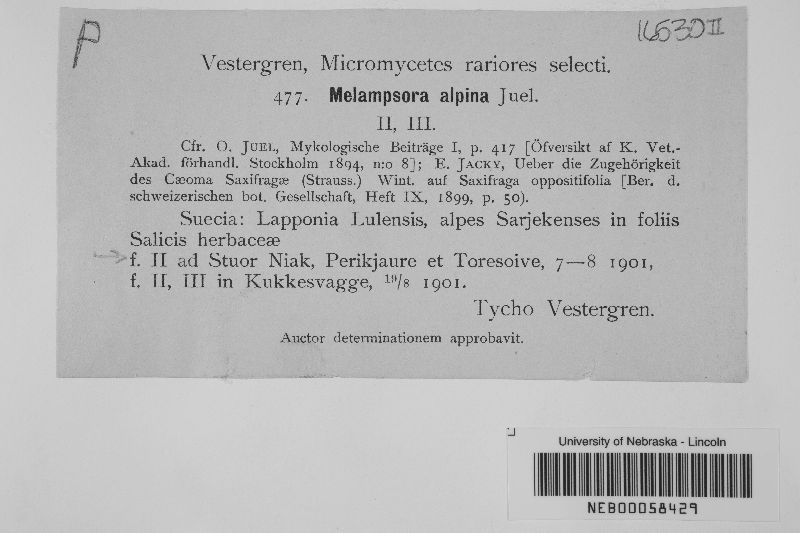 P
16530 II
Vestergren, Micromycetes rariores selecti.
477. Melampsora alpina Juel.
II, III.
Cfr. O. JUEL, Mykologische Beiträge I, p. 417 [Öfversikt af K. Vet.-
Akad. förhandl. Stockholm 1894, n:o 8]; E. JACKY, Ueber die Zugehörigkeit
des Cæoma Saxifragæ (Strauss.) Wint. auf Saxifraga oppositifolia [Ber. d.
schweizerischen bot. Gesellschaft, Heft IX, 1899, p. 50).
Suecia: Lapponia Lulensis, alpes Sarjekenses in foliis
Salicis herbaceæ
f. II ad Stuor Niak, Perikjaure et Toresoive, 7—8 1901,
f. II, III in Kukkesvagge, 19/8 1901.
Tycho Vestergren.
Auctor determinationem approbavit.
University of Nebraska - Lincoln
NEB00058429